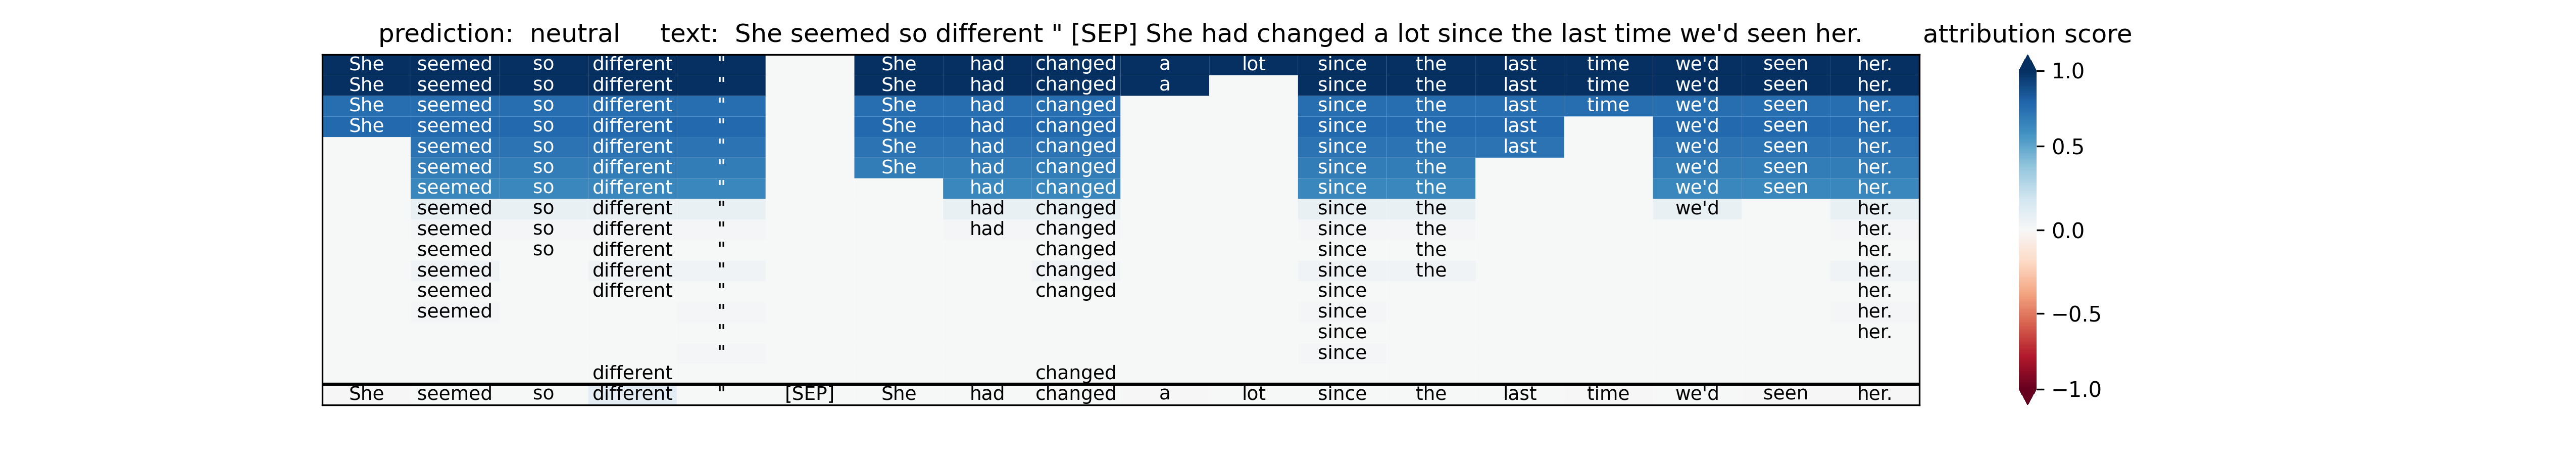 prediction: neutral text: She seemed so different " [SEP] She had changed a lot since the last time we'd seen her. attribution score
She seemed so different " She had changed a lot since the last time we'd seen her.
She seemed so different " She had changed a since the last time we'd seen her.
She seemed so different " She had changed since the last time we'd seen her.
She seemed so different " She had changed since the last we'd seen her.
seemed so different " She had changed since the last we'd seen her.
seemed so different " She had changed since the we'd seen her.
seemed so different " had changed since the we'd seen her.
seemed so different " had changed since the we'd her.
seemed so different " had changed since the her.
seemed so different " changed since the her.
seemed different " changed since the her.
seemed different " changed since her.
seemed " since her.
" since her.
" since
different changed
She seemed so different " [SEP] She had changed a lot since the last time we'd seen her.
1.0
0.5
0.0
−0.5
−1.0